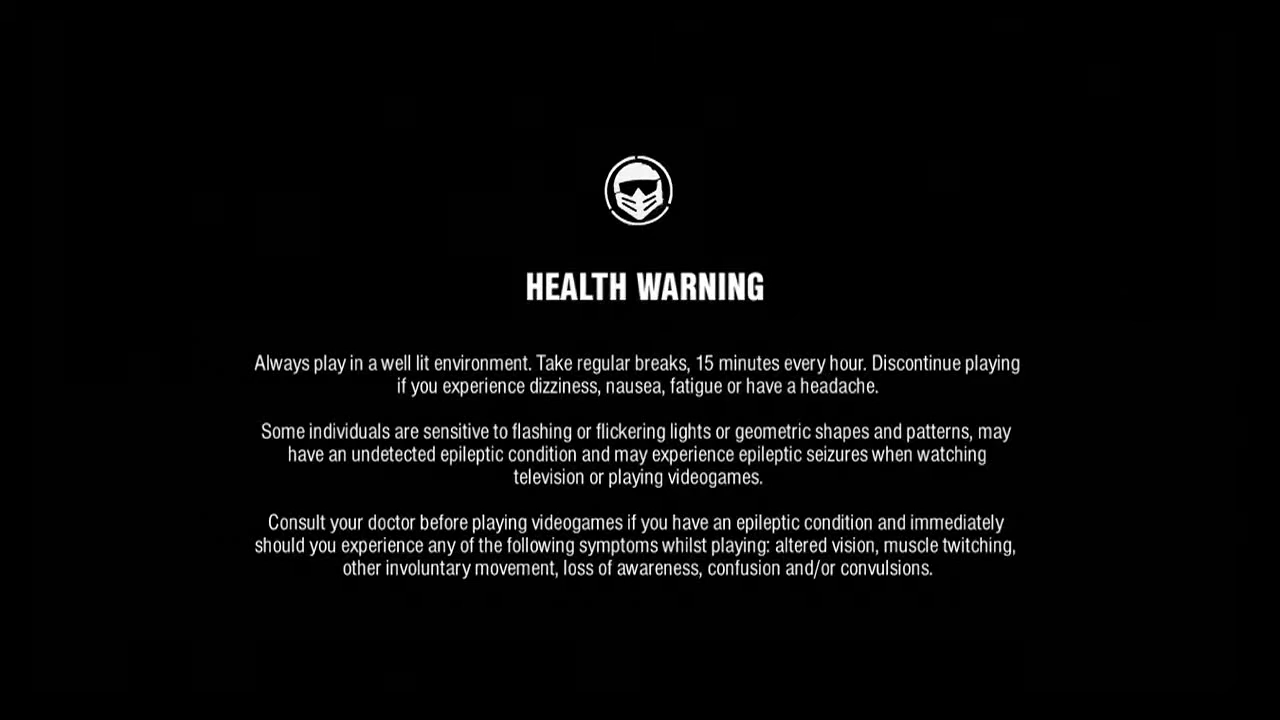 HEALTH WARNING
Always play in a well lit environment. Take regular breaks, 15 minutes every hour. Discontinue playing
if you experience dizziness, nausea, fatigue or have a headache.
Some individuals are sensitive to flashing or flickering lights or geometric shapes and patterns, may
have an undetected epileptic condition and may experience epileptic seizures when watching
television or playing videogames.
Consult your doctor before playing videogames if you have an epileptic condition and immediately
should you experience any of the following symptoms whilst playing: altered vision, muscle twitching,
other involuntary movement, loss of awareness, confusion and/or convulsions.